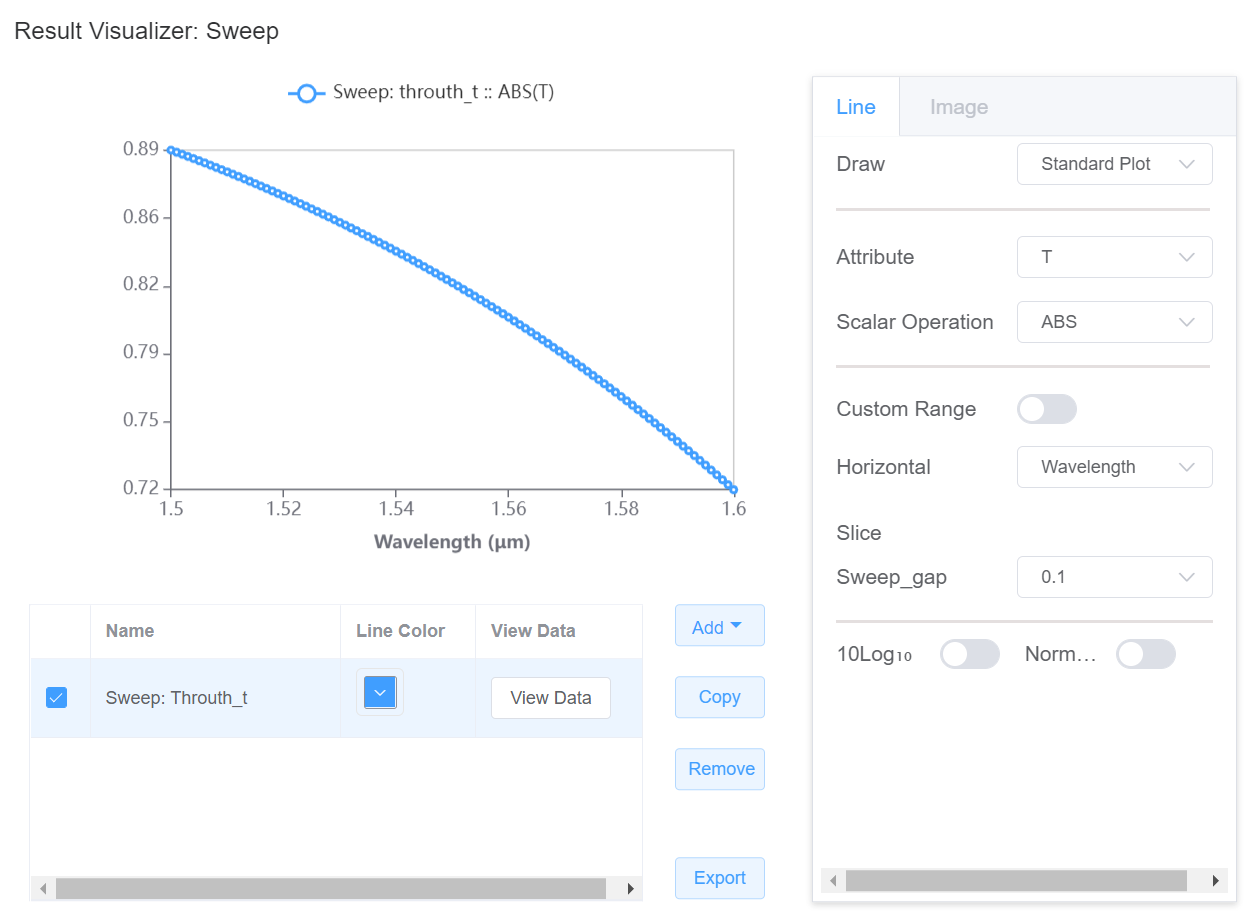 Result Visualizer: Sweep
Sweep: throuth_t :: ABS(T)
0.89
0.86
0.82
0.79
0.75
0.72
1.5 1.52 1.54 1.56 1.58 1.6
Wavelength (μm)
Name Line Color View Data
Sweep: Throuth_t View Data
Add
Copy
Remove
Export
Line Image
Draw Standard Plot
Attribute T
Scalar Operation ABS
Custom Range
Horizontal Wavelength
Slice
Sweep_gap 0.1
10Log₁₀ Norm…